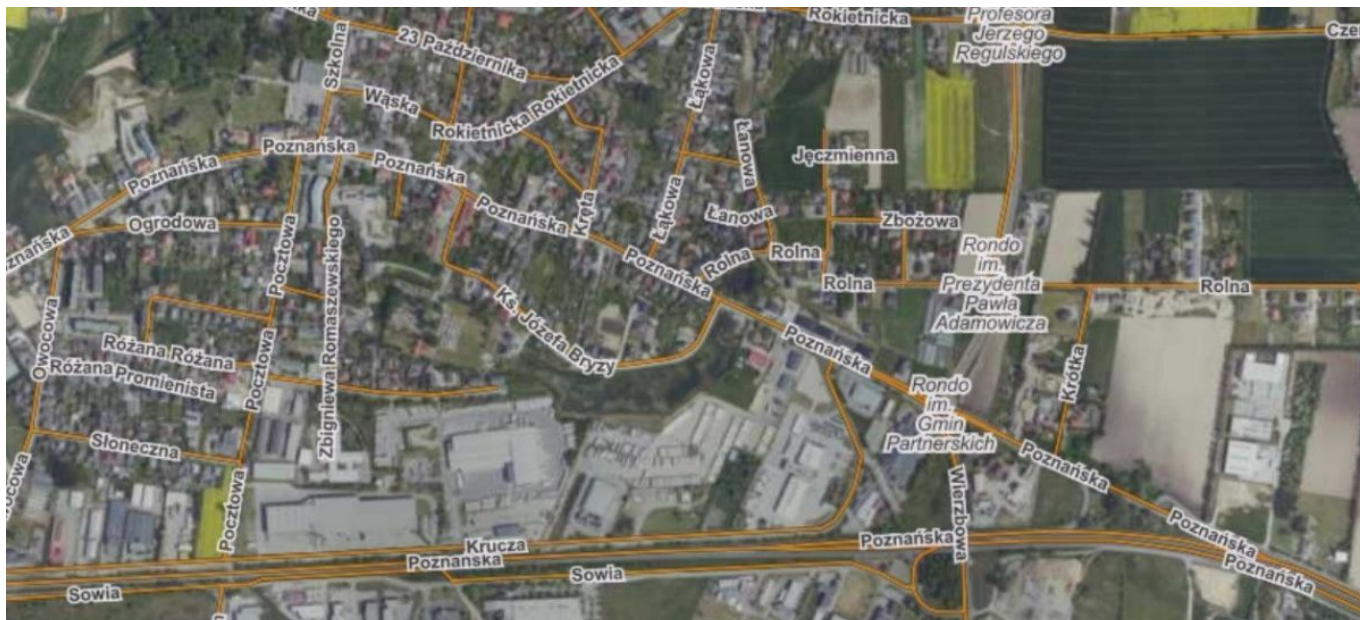 Rokietnicka
Profesora
Jerzego
Regulskiego
23 Października
Szkolna
Łąkowa
Wąska
Rokietnicka Rokietnicka
Poznańska
Poznańska
Poznańska
Łanowa
Jęczmienna
Poznańska
Kręta
Łąkowa
Łanowa
Zbożowa
Ogrodowa
Pocztowa
Zbigniewa Romaszewskiego
Poznańska
Rolna
Rolna
Rolna
Rondo
im.
Prezydenta
Pawła
Adamowicza
Rolna
Ks. Józefa Bryzy
Owocowa
Różana Różana
Różana
Promienista
Pocztowa
Poznańska
Krótka
Rondo
im.
Gmin
Partnerskich
Słoneczna
Poznańska
Pocztowa
Wierzbowa
Krucza
Poznańska
Poznańska
Poznańska
Poznańska
Sowia
Sowia